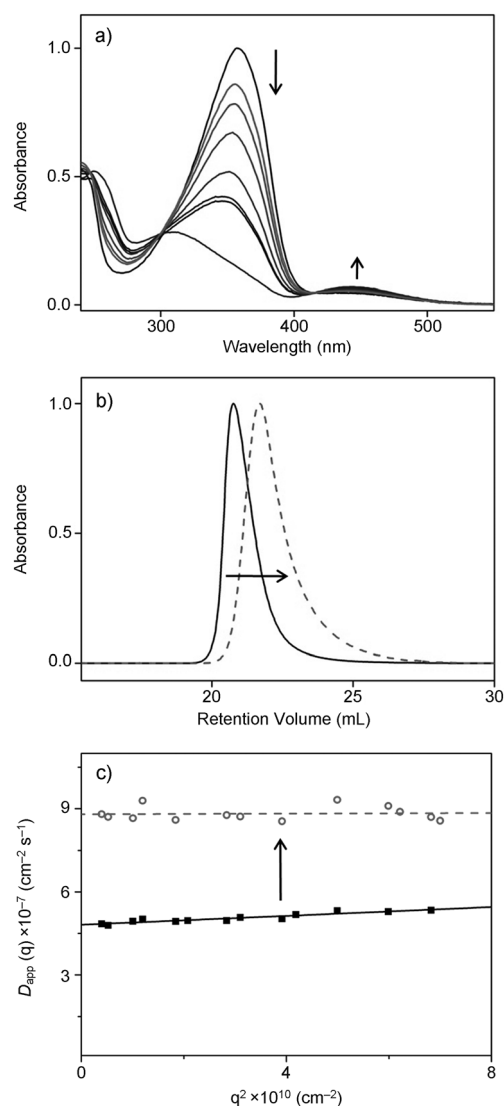 a)
1.0
0.5
0.0
Absorbance
300
400
500
Wavelength (nm)
b)
1.0
0.5
0.0
Absorbance
20
25
30
Retention Volume (mL)
c)
9
6
3
D_app (q) ×10⁻⁷ (cm⁻² s⁻¹)
0
4
8
q² ×10¹⁰ (cm⁻²)